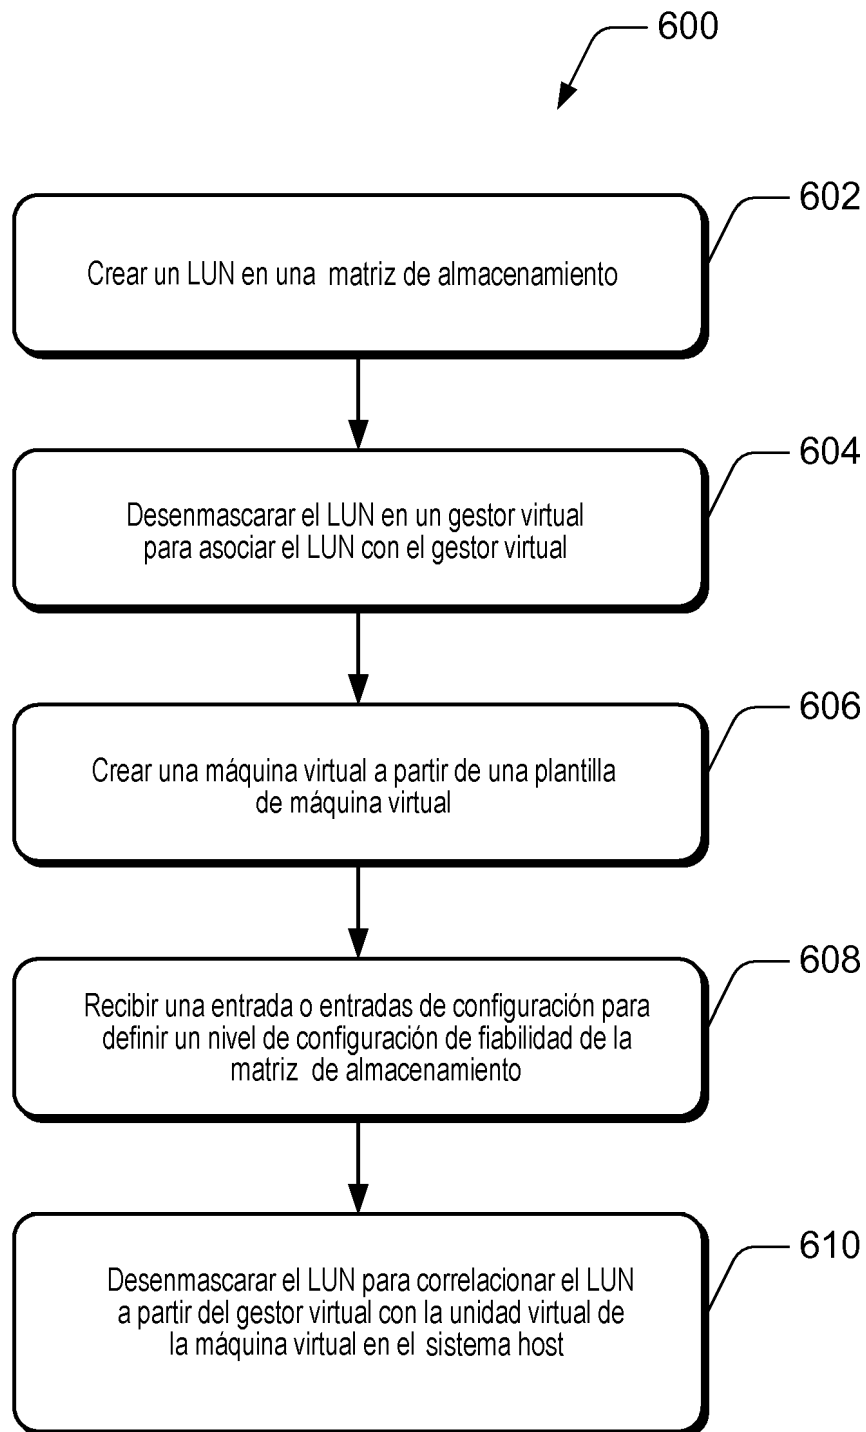 600
602
Crear un LUN en una matriz de almacenamiento
604
Desenmascarar el LUN en un gestor virtual
para asociar el LUN con el gestor virtual
606
Crear una máquina virtual a partir de una plantilla
de máquina virtual
608
Recibir una entrada o entradas de configuración para
definir un nivel de configuración de fiabilidad de la
matriz de almacenamiento
610
Desenmascarar el LUN para correlacionar el LUN
a partir del gestor virtual con la unidad virtual de
la máquina virtual en el sistema host